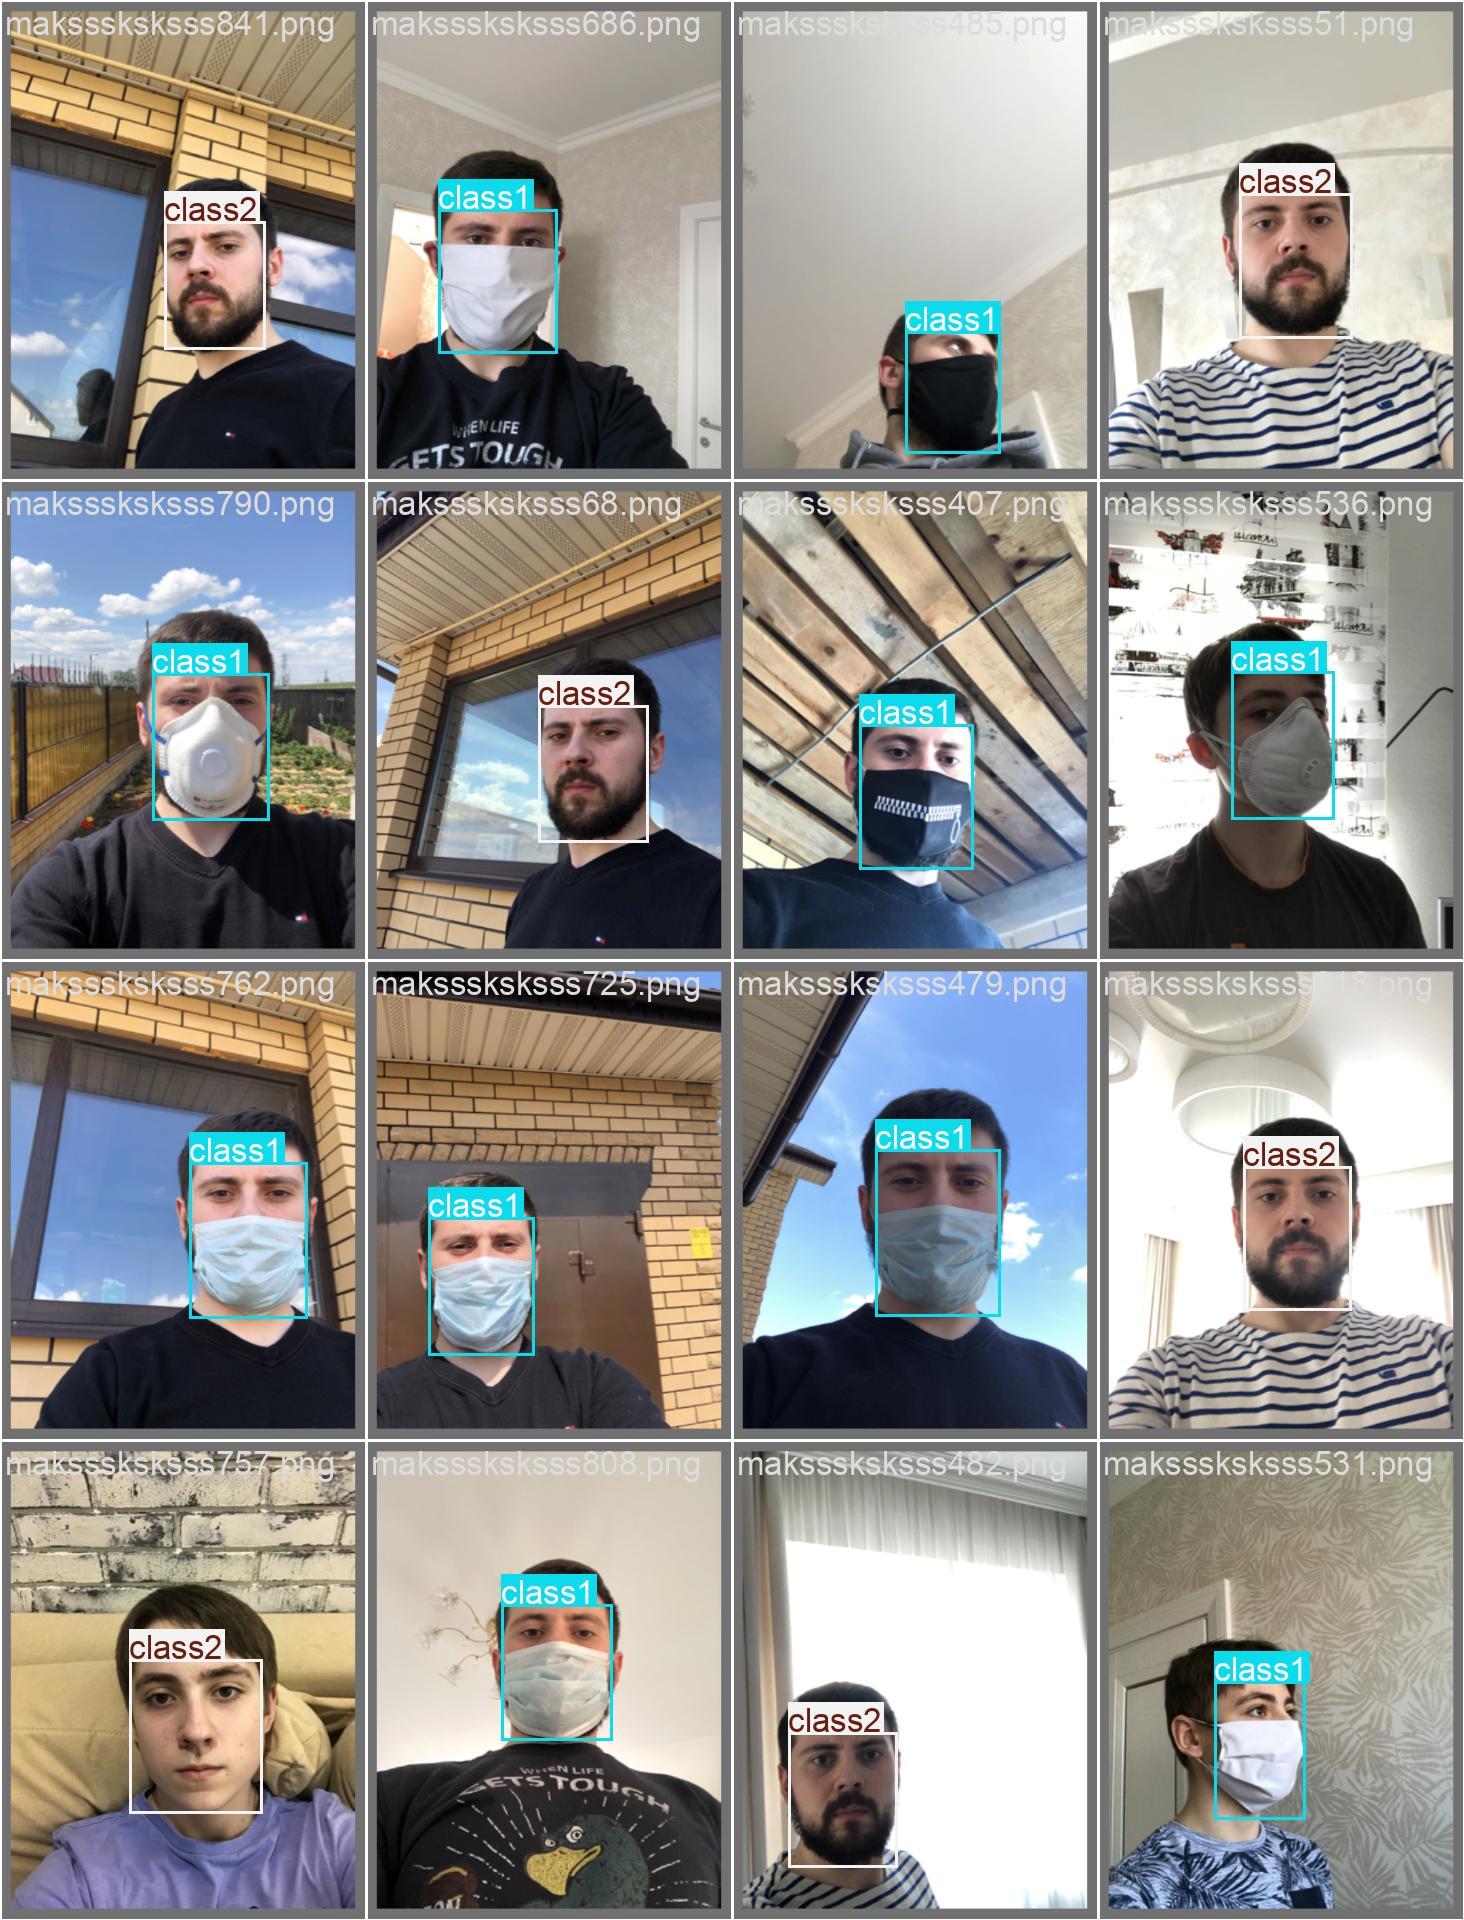 maksssksksss841.png
maksssksksss686.png
maksssksksss485.png
maksssksksss51.png
class2
class1
class1
class2
WHEN LIFE
GETS TOUGH
maksssksksss790.png
maksssksksss68.png
maksssksksss407.png
maksssksksss536.png
class1
class2
class1
class1
maksssksksss762.png
maksssksksss725.png
maksssksksss479.png
class1
class1
class1
class2
maksssksksss757.png
maksssksksss808.png
maksssksksss482.png
maksssksksss531.png
class2
class1
class2
class1
WHEN LIFE
GETS TOUGH